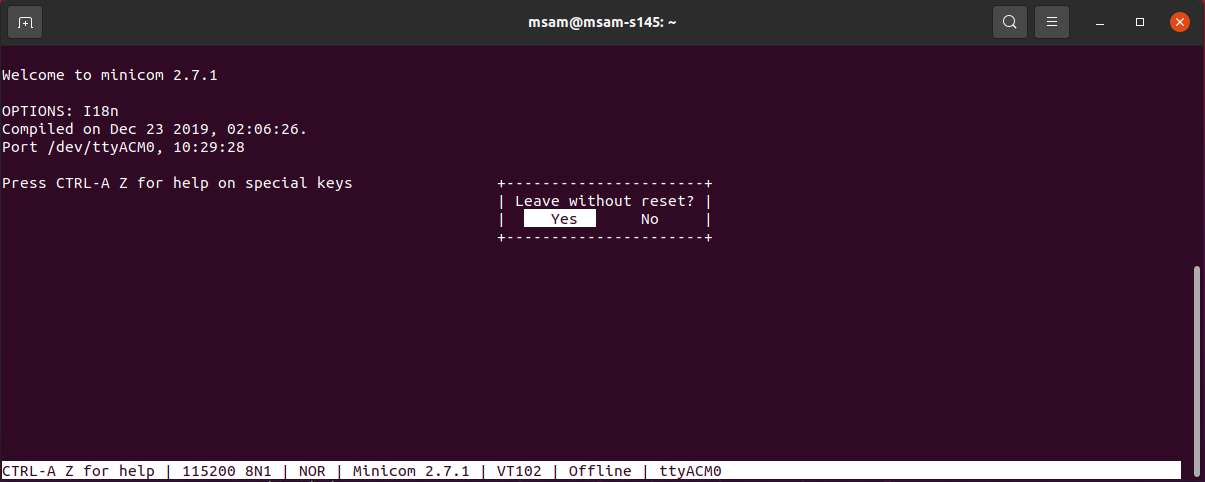 msam@msam-s145: ~
Welcome to minicom 2.7.1
OPTIONS: I18n
Compiled on Dec 23 2019, 02:06:26.
Port /dev/ttyACM0, 10:29:28
Press CTRL-A Z for help on special keys
+----------------------+
| Leave without reset? |
| Yes No |
+----------------------+
CTRL-A Z for help | 115200 8N1 | NOR | Minicom 2.7.1 | VT102 | Offline | ttyACM0